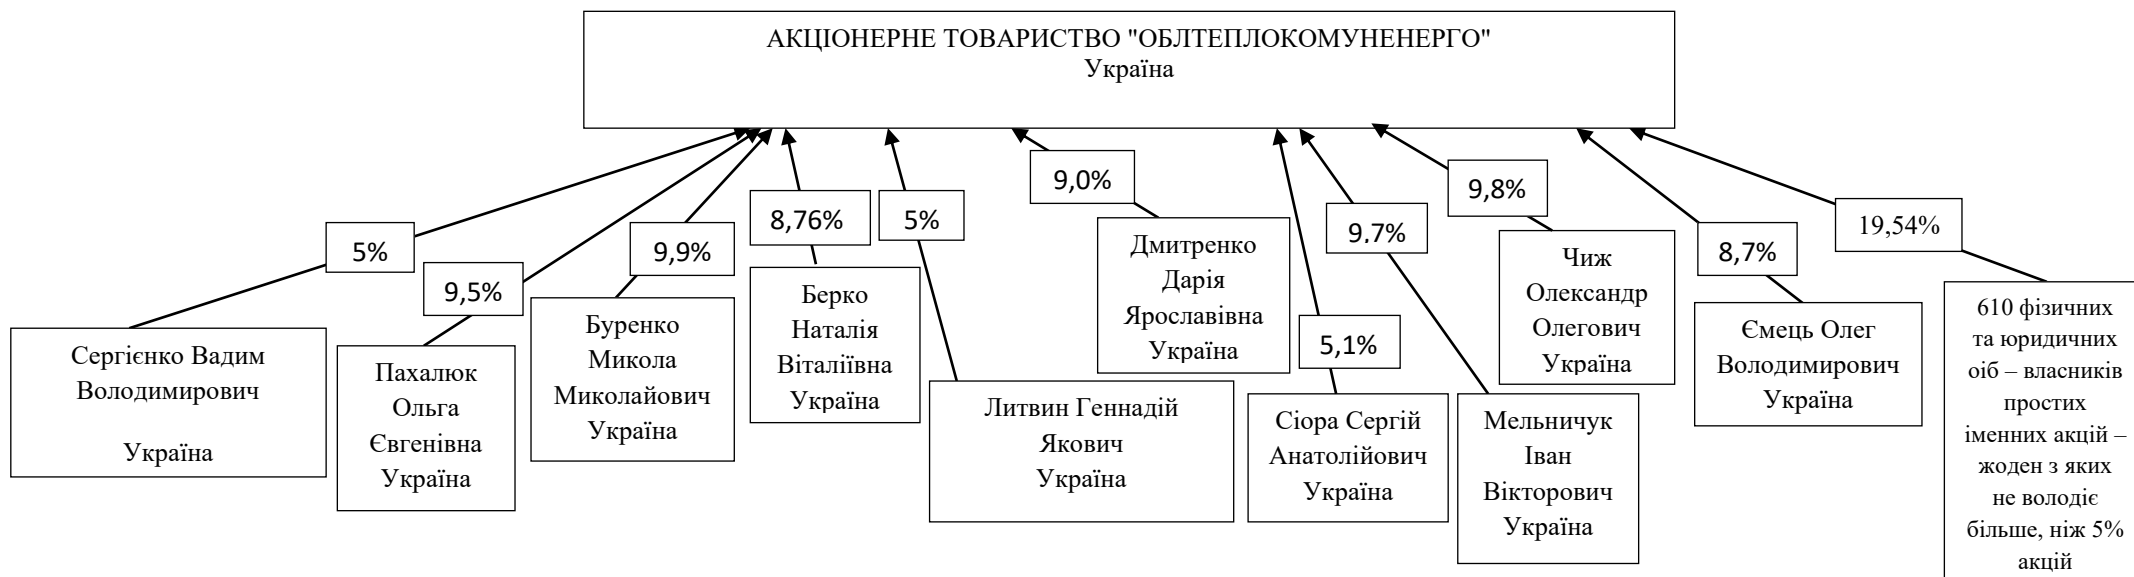 АКЦІОНЕРНЕ ТОВАРИСТВО "ОБЛТЕПЛОКОМУНЕНЕРГО"
Україна
5%
9,5%
9,9%
8,76%
5%
9,0%
5,1%
9,7%
9,8%
8,7%
19,54%
Сергієнко Вадим
Володимирович
Україна
Пахалюк
Ольга
Євгенівна
Україна
Буренко
Микола
Миколайович
Україна
Берко
Наталія
Віталіївна
Україна
Литвин Геннадій
Якович
Україна
Дмитренко
Дарія
Ярославівна
Україна
Сіора Сергій
Анатолійович
Україна
Мельничук
Іван
Вікторович
Україна
Чиж
Олександр
Олегович
Україна
Ємець Олег
Володимирович
Україна
610 фізичних
та юридичних
оіб – власників
простих
іменних акцій –
жоден з яких
не володіє
більше, ніж 5%
акцій